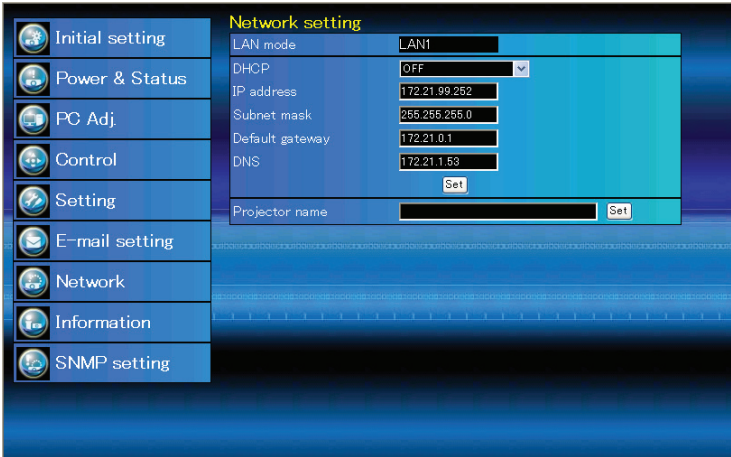 Initial setting
Power & Status
PC Adj.
Control
Setting
E-mail setting
Network
Information
SNMP setting
Network setting
LAN mode LAN1
DHCP OFF
IP address 172.21.99.252
Subnet mask 255.255.255.0
Default gateway 172.21.0.1
DNS 172.21.1.53
Set
Projector name Set